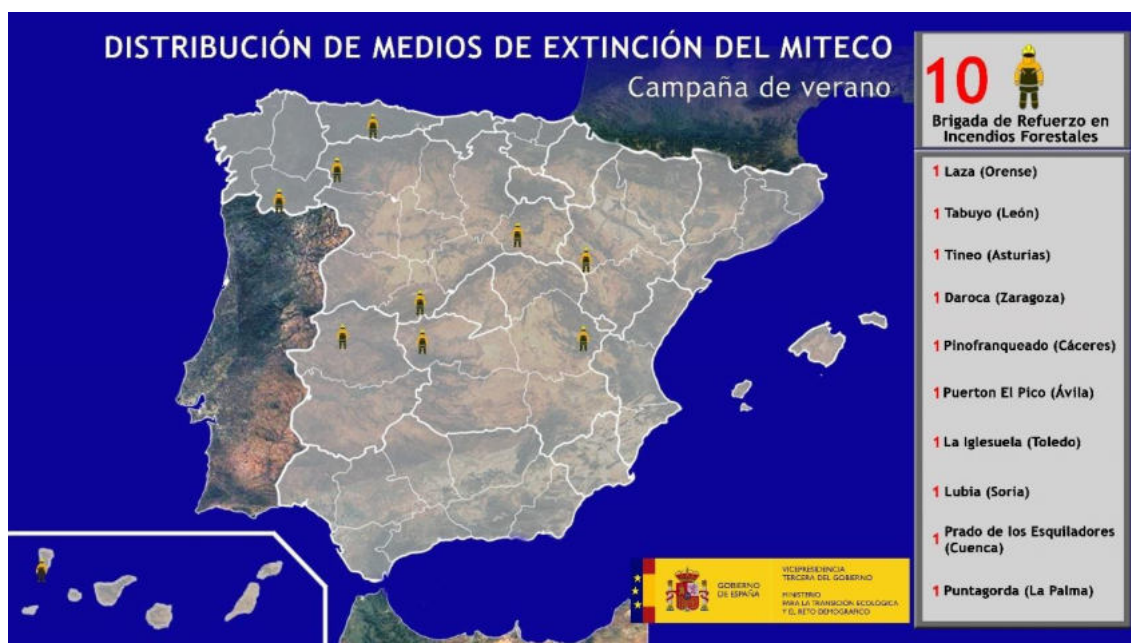 DISTRIBUCIÓN DE MEDIOS DE EXTINCIÓN DEL MITECO
Campaña de verano
10
Brigada de Refuerzo en
Incendios Forestales
1 Laza (Orense)
1 Tabuyo (León)
1 Tineo (Asturias)
1 Daroca (Zaragoza)
1 Pinofranqueado (Cáceres)
1 Puerton El Pico (Ávila)
1 La Iglesuela (Toledo)
1 Lubia (Soria)
1 Prado de los Esquiladores
(Cuenca)
1 Puntagorda (La Palma)
GOBIERNO
DE ESPAÑA
VICEPRESIDENCIA
TERCERA DEL GOBIERNO
MINISTERIO
PARA LA TRANSICIÓN ECOLÓGICA
Y EL RETO DEMOGRÁFICO